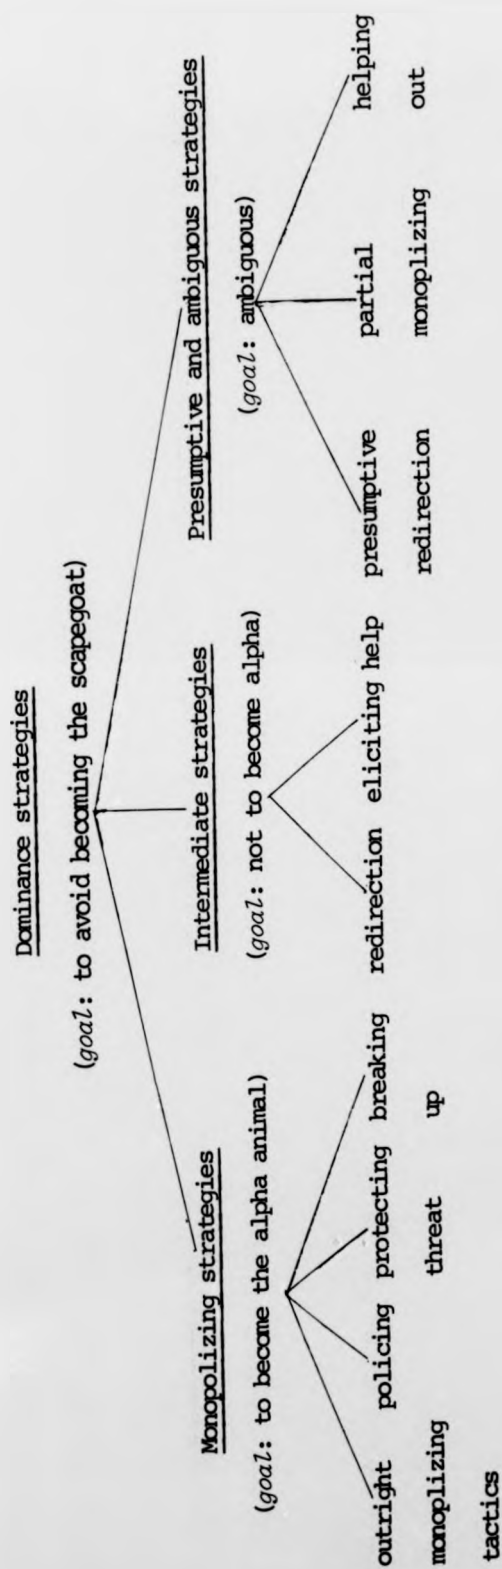 Dominance strategies
(goal: to avoid becoming the scapegoat)
Monopolizing strategies
(goal: to become the alpha animal)
outright
monoplizing
tactics
policing
protecting
threat
breaking
up
Intermediate strategies
(goal: not to become alpha)
redirection
eliciting help
Presumptive and ambiguous strategies
(goal: ambiguous)
presumptive
redirection
partial
monoplizing
helping
out